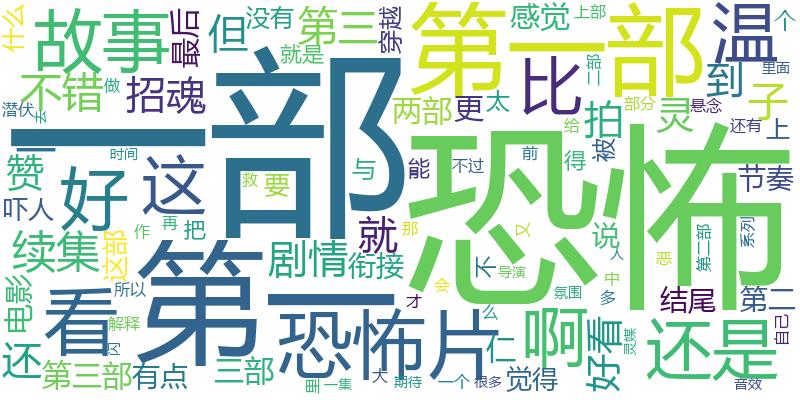 什么
故事
最后
但
没有
第三
穿越
感觉
上部
温
个
就是
第一部
不错
做
招魂
一部
比
两部
更
太
二部
到
里面
潜伏
去
拍
部分
灵
悬念
子
给
还有
上
赞
好
这
恐怖
与
能
不过
前
得
被
节奏
时间
救
要
吓人
第一
作
再
把
就
那
又
说
第二部
系列
续集
这部
剧情
衔接
不
导演
人
恶
电影
看
所以
恐怖片
会
氛围
中
多
结尾
第二
才
么
仁
啊
好看
灵媒
还是
自己
解释
还
囚
第三部
有点
三部
里
一集
大
期待
一个
很多
觉得
音效